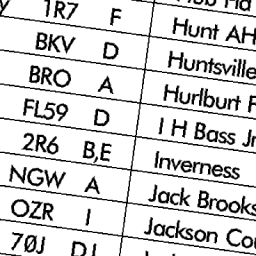 1R7 F
BKV D Hunt AH
BRO A Huntsville
FL59 D Hurlburt F
2R6 B,E I H Bass Jr
NGW A Inverness
OZR I Jack Brooks
70J D,I Jackson Cou